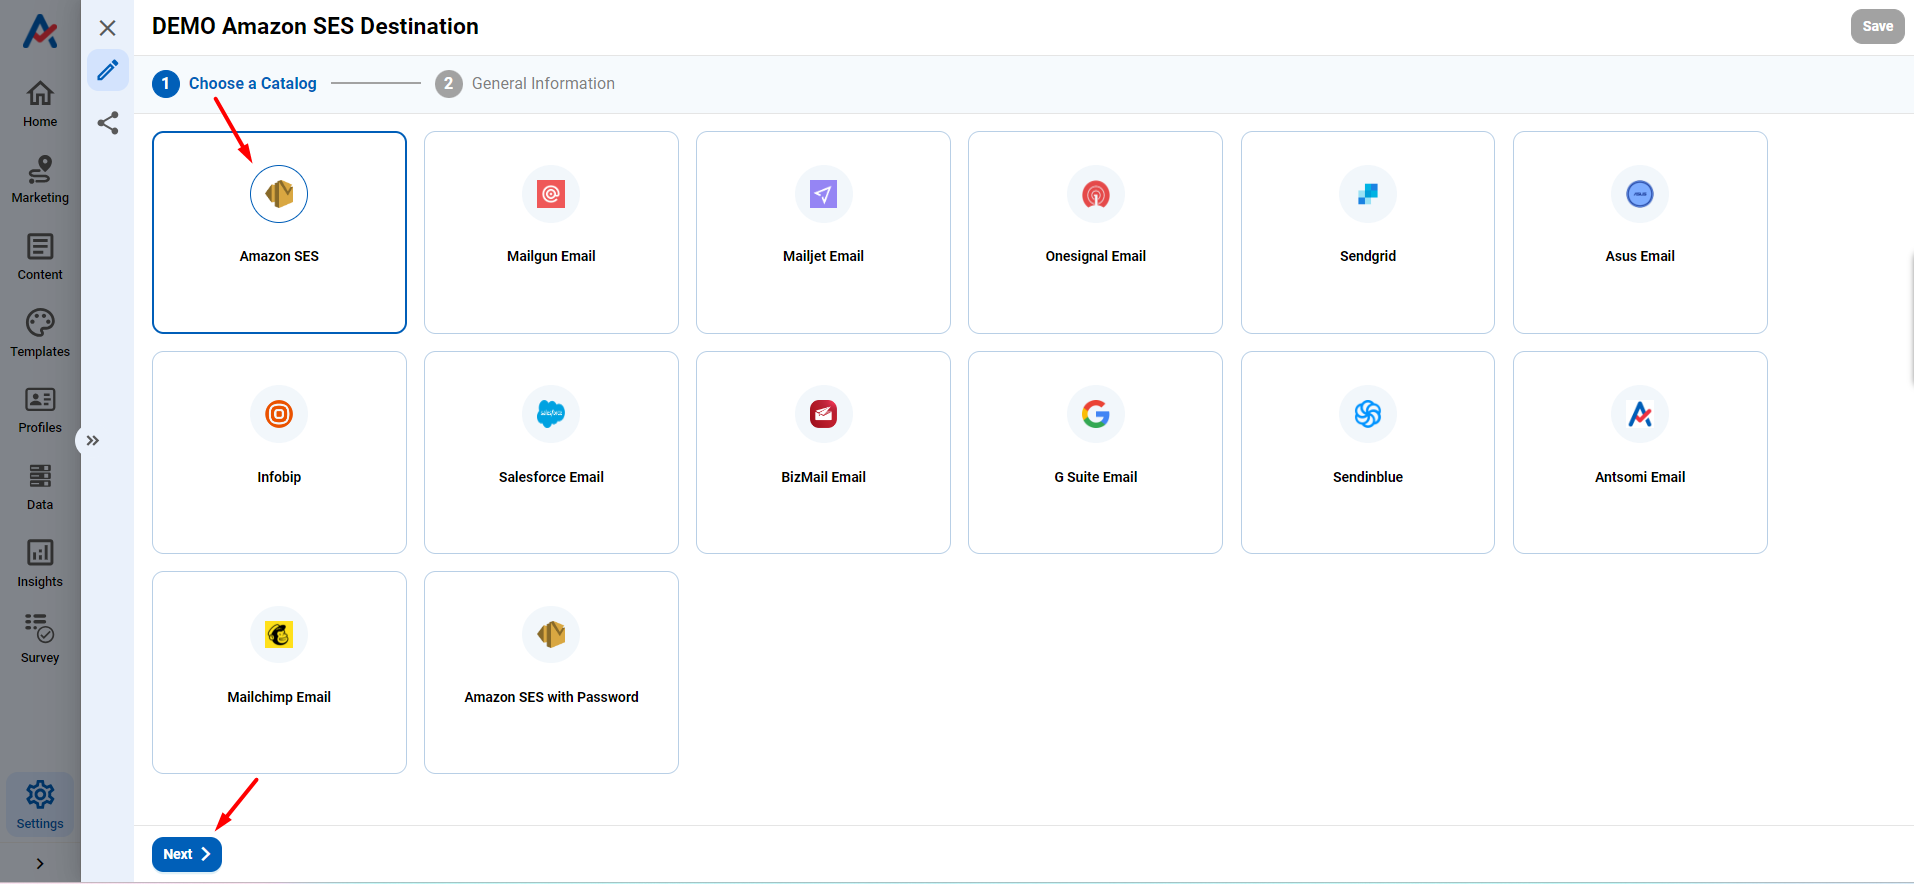 DEMO Amazon SES Destination
Save
1 Choose a Catalog
2 General Information
Home
Marketing
Content
Templates
Profiles
Data
Insights
Survey
Settings
Amazon SES
Mailgun Email
Mailjet Email
Onesignal Email
Sendgrid
Asus Email
Infobip
Salesforce Email
BizMail Email
G Suite Email
Sendinblue
Antsomi Email
Mailchimp Email
Amazon SES with Password
Next